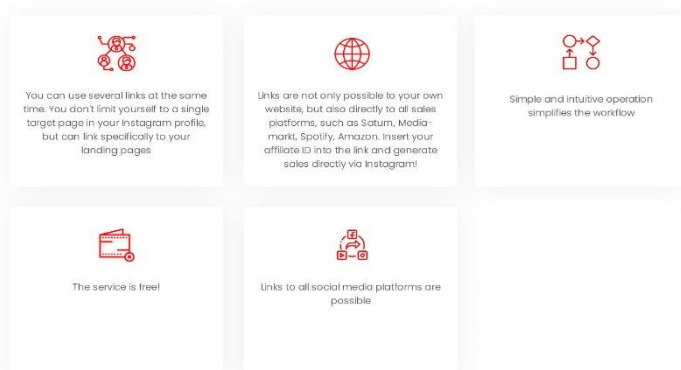 You can use several links at the same
time. You don't limit yourself to a single
target page in your Instagram profile,
but can link specifically to your
landing pages
Links are not only possible to your own
website, but also directly to all sales
platforms, such as Saturn, Media-
markt, Spotify, Amazon. Insert your
affiliate ID into the link and generate
sales directly via Instagram!
Simple and intuitive operation
simplifies the workflow
The service is free!
Links to all social media platforms are
possible